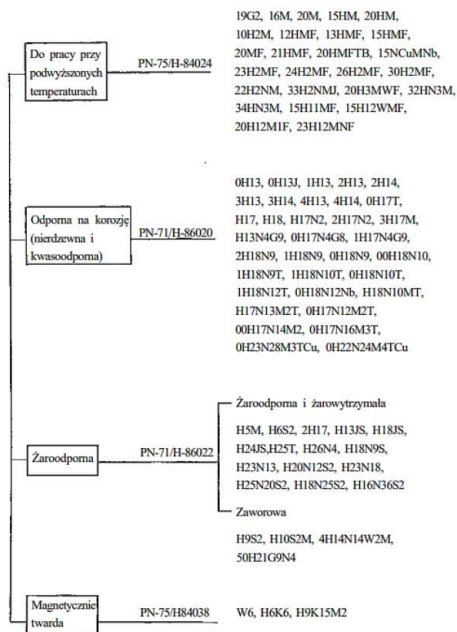 Do pracy przy
podwyższonych
temperaturach
PN-75/H-84024
19G2, 16M, 20M, 15HM, 20HM,
10H2M, 12HMF, 13HMF, 15HMF,
20MF, 21HMF, 20HMFTB, 15NCuMNb,
23H2MF, 24H2MF, 26H2MF, 30H2MF,
22H2NM, 33H2NMJ, 20H3MWF, 32HN3M,
34HN3M, 15H11MF, 15H12WMF,
20H12M1F, 23H12MNF
Odporna na korozję
(nierdzewna i
kwasoodporna)
PN-71/H-86020
0H13, 0H13J, 1H13, 2H13, 2H14,
3H13, 3H14, 4H13, 4H14, 0H17T,
H17, H18, H17N2, 2H17N2, 3H17M,
H13N4G9, 0H17N4G8, 1H17N4G9,
2H18N9, 1H18N9, 0H18N9, 00H18N10,
1H18N9T, 1H18N10T, 0H18N10T,
1H18N12T, 0H18N12Nb, H18N10MT,
H17N13M2T, 0H17N12M2T,
00H17N14M2, 0H17N16M3T,
0H23N28M3TCu, 0H22N24M4TCu
Żaroodporna
PN-71/H-86022
Żaroodporna i żarowytrzymała
H5M, H6S2, 2H17, H13JS, H18JS,
H24JS,H25T, H26N4, H18N9S,
H23N13, H20N12S2, H23N18,
H25N20S2, H18N25S2, H16N36S2
Zaworowa
H9S2, H10S2M, 4H14N14W2M,
50H21G9N4
Magnetycznie
twarda
PN-75/H84038
W6, H6K6, H9K15M2